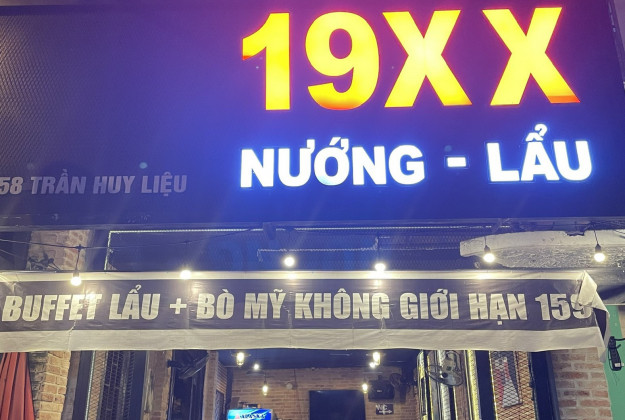 19XX
NƯỚNG - LẨU
58 TRẦN HUY LIỆU
BUFFET LẨU + BÒ MỸ KHÔNG GIỚI HẠN 159